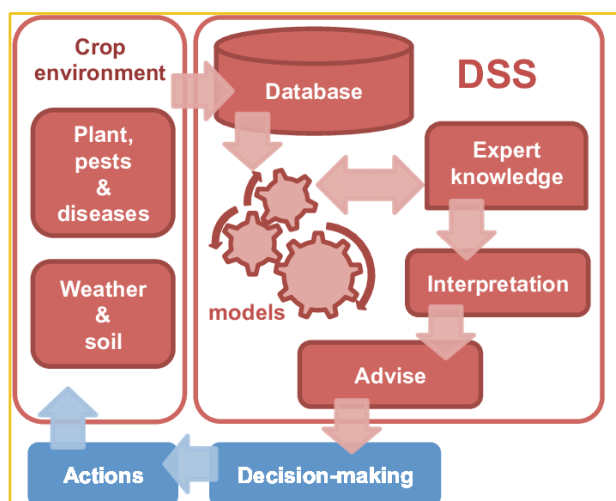 Crop
environment
Plant,
pests
&
diseases
Weather
&
soil
DSS
Database
Expert
knowledge
models
Interpretation
Advise
Actions
Decision-making